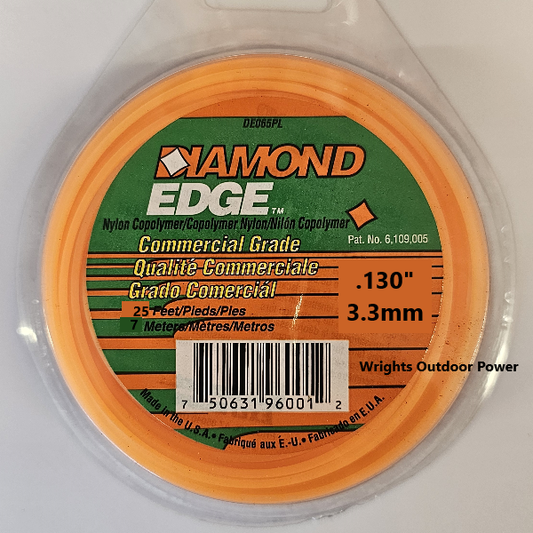 DE065PL
DIAMOND
EDGE™
Nylon Copolymer/Copolymer Nylon/Nilón Copolymer
Pat. No. 6,109,005
Commercial Grade
Qualité Commerciale
Grado Comerciál
.130"
3.3mm
25 Feet/Pieds/Pies
7 Meters/Mètres/Metros
Wrights Outdoor Power
7 50631 96001 2
Made in the U.S.A. • Fabriqué aux E.-U. • Fabricado en E.U.A.